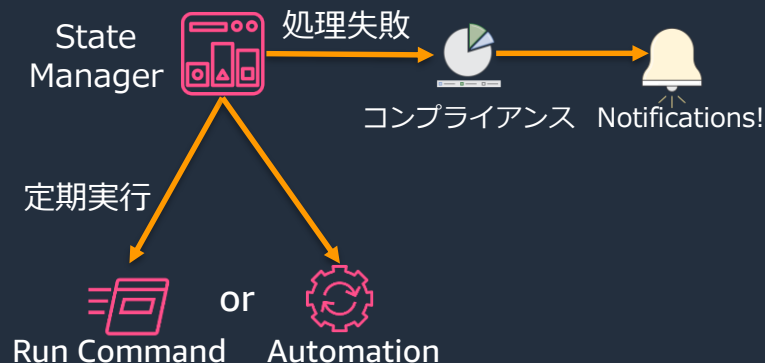 State
Manager
処理失敗
コンプライアンス
Notifications!
定期実行
or
Run Command
Automation